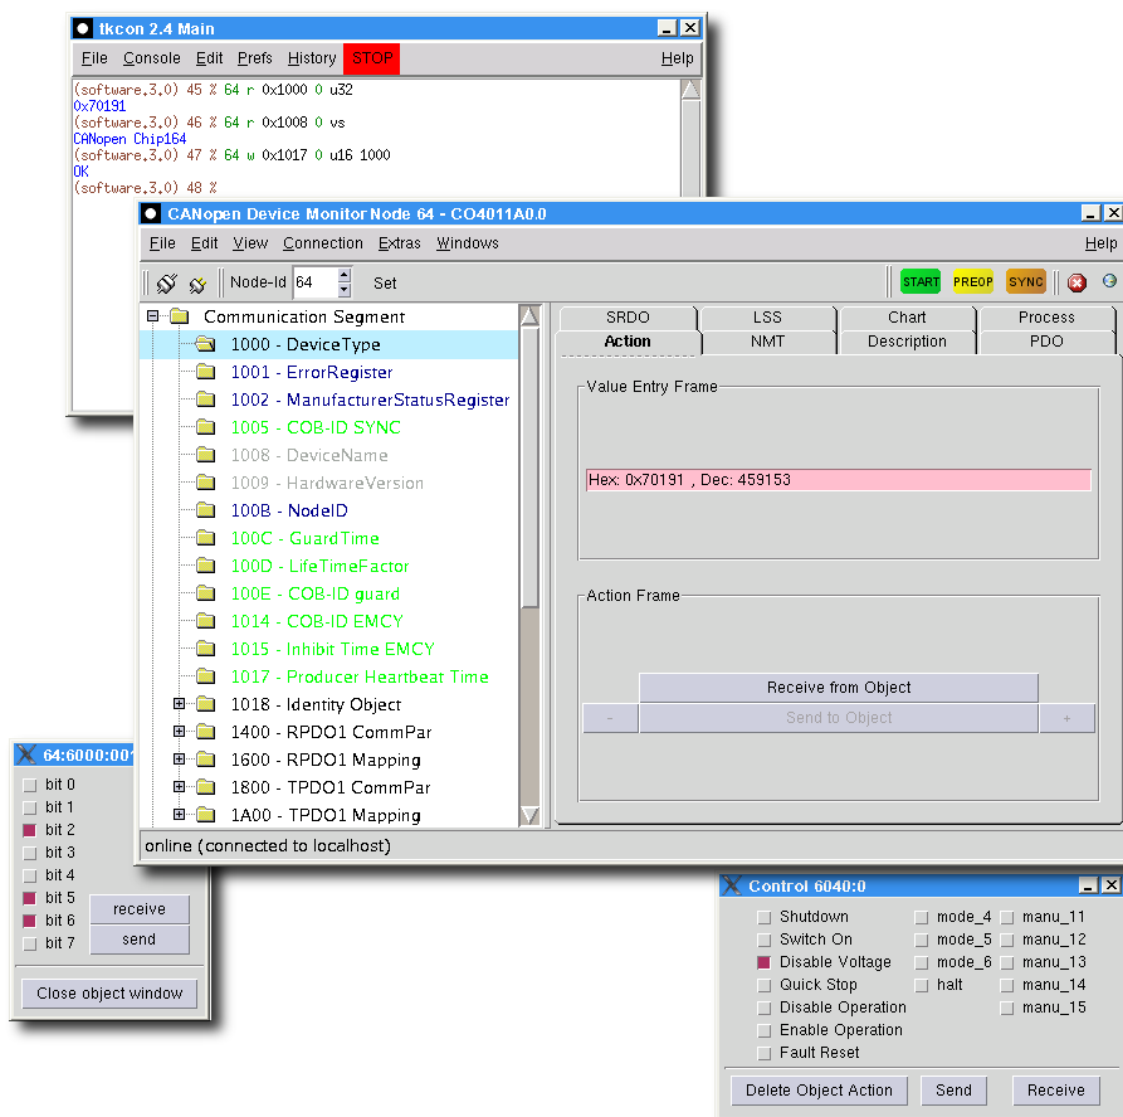 tkcon 2.4 Main
File Console Edit Prefs History STOP Help
(software.3.0) 45 % 64 r 0x1000 0 u32
0x70191
(software.3.0) 46 % 64 r 0x1008 0 vs
CANopen Chip164
(software.3.0) 47 % 64 w 0x1017 0 u16 1000
OK
(software.3.0) 48 %
CANopen Device Monitor Node 64 - CO4011A0.0
File Edit View Connection Extras Windows Help
Node-Id 64 Set START PREOP SYNC
Communication Segment
1000 - DeviceType
1001 - ErrorRegister
1002 - ManufacturerStatusRegister
1005 - COB-ID SYNC
1008 - DeviceName
1009 - HardwareVersion
100B - NodeID
100C - GuardTime
100D - LifeTimeFactor
100E - COB-ID guard
1014 - COB-ID EMCY
1015 - Inhibit Time EMCY
1017 - Producer Heartbeat Time
1018 - Identity Object
1400 - RPDO1 CommPar
1600 - RPDO1 Mapping
1800 - TPDO1 CommPar
1A00 - TPDO1 Mapping
SRDO LSS Chart Process
Action NMT Description PDO
Value Entry Frame
Hex: 0x70191 , Dec: 459153
Action Frame
Receive from Object
- Send to Object +
online (connected to localhost)
64:6000:001
bit 0
bit 1
bit 2
bit 3
bit 4
bit 5
bit 6
bit 7
receive
send
Close object window
Control 6040:0
Shutdown mode_4 manu_11
Switch On mode_5 manu_12
Disable Voltage mode_6 manu_13
Quick Stop halt manu_14
Disable Operation manu_15
Enable Operation
Fault Reset
Delete Object Action Send Receive